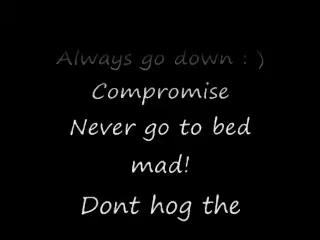 Always go down : )
Compromise
Never go to bed
mad!
Dont hog the